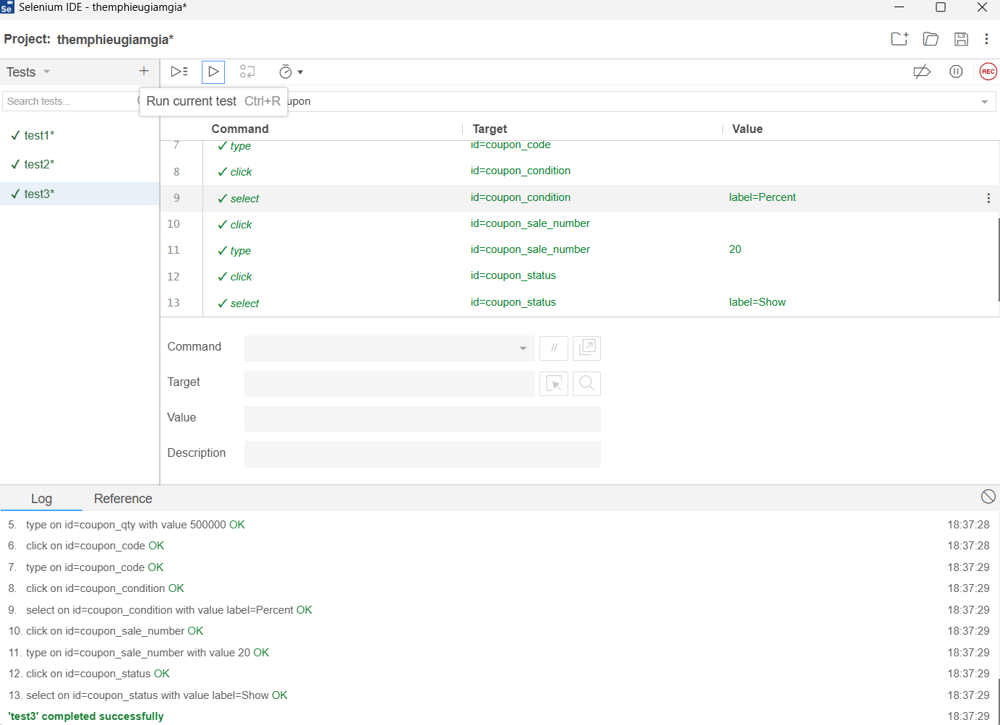 Selenium IDE - themphieugiamgia*
Project: themphieugiamgia*
Tests
Search tests...
Run current test Ctrl+R
upon
REC
test1*
test2*
test3*
Command Target Value
7 type id=coupon_code
8 click id=coupon_condition
9 select id=coupon_condition label=Percent
10 click id=coupon_sale_number
11 type id=coupon_sale_number 20
12 click id=coupon_status
13 select id=coupon_status label=Show
Command //
Target
Value
Description
Log Reference
5. type on id=coupon_qty with value 500000 OK 18:37:28
6. click on id=coupon_code OK 18:37:28
7. type on id=coupon_code OK 18:37:29
8. click on id=coupon_condition OK 18:37:29
9. select on id=coupon_condition with value label=Percent OK 18:37:29
10. click on id=coupon_sale_number OK 18:37:29
11. type on id=coupon_sale_number with value 20 OK 18:37:29
12. click on id=coupon_status OK 18:37:29
13. select on id=coupon_status with value label=Show OK 18:37:29
'test3' completed successfully 18:37:29